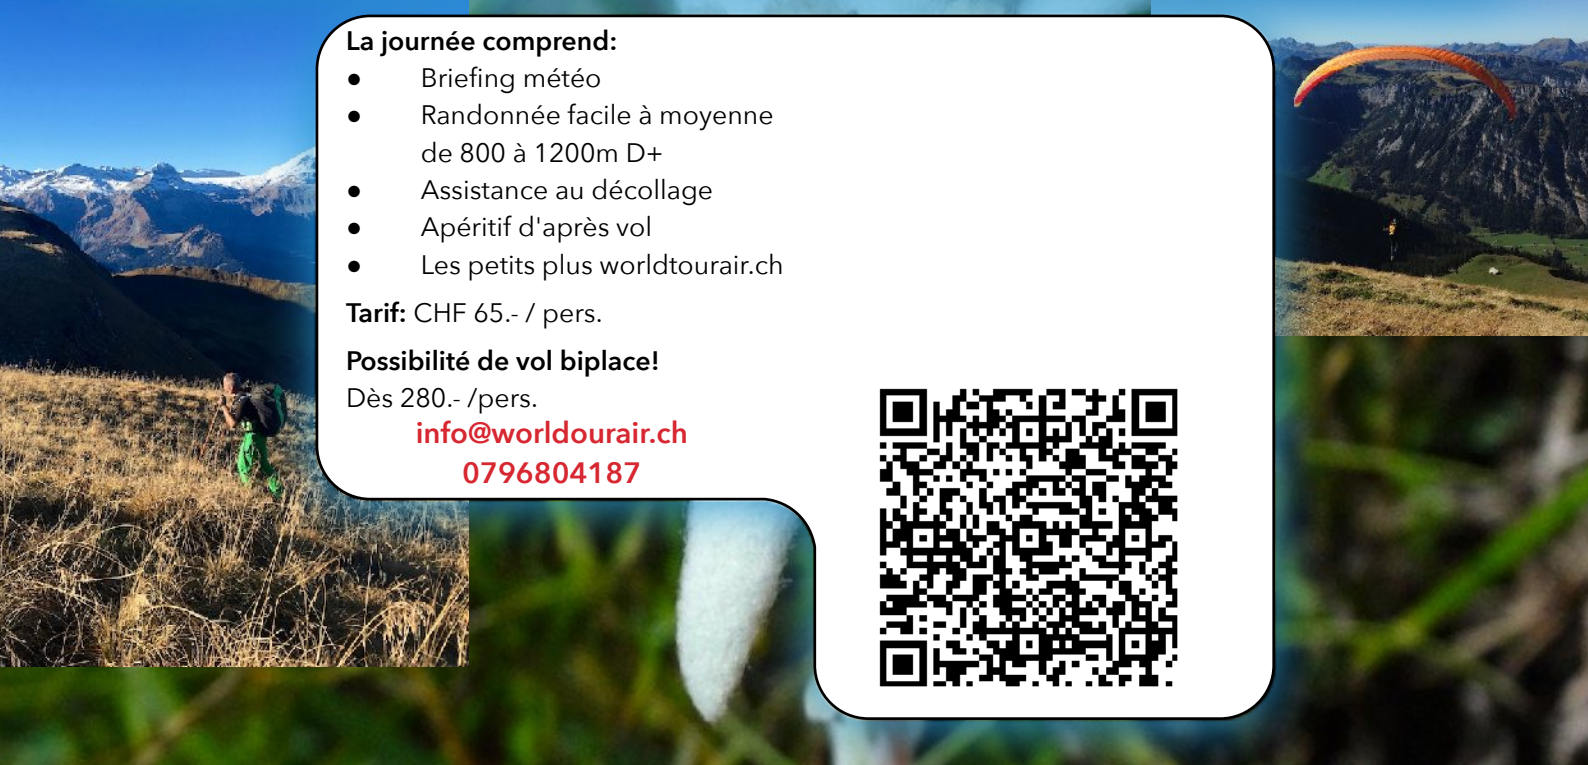 La journée comprend:
● Briefing météo
● Randonnée facile à moyenne
de 800 à 1200m D+
● Assistance au décollage
● Apéritif d'après vol
● Les petits plus worldtourair.ch
Tarif: CHF 65.- / pers.
Possibilité de vol biplace!
Dès 280.- /pers.
info@worldourair.ch
0796804187